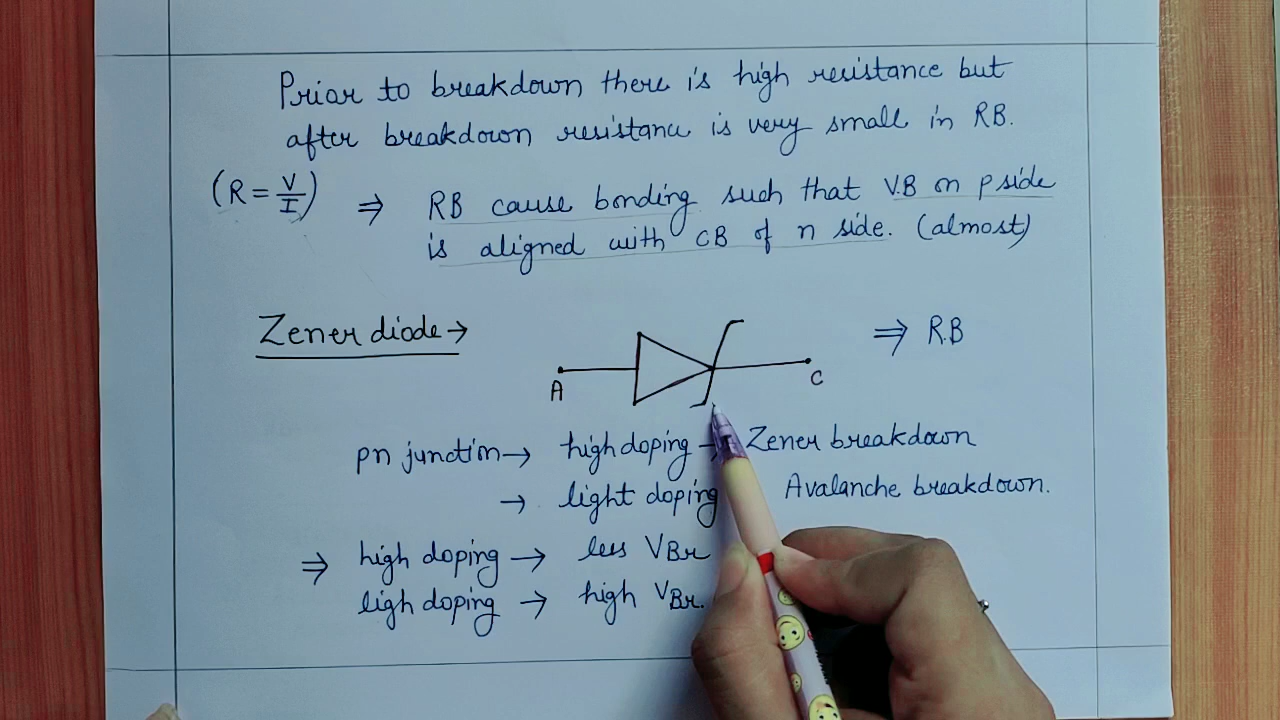 Prior to breakdown there is high resistance but
after breakdown resistance is very small in RB.
(R = V/I) ⇒ RB cause bonding such that V.B on p side
is aligned with CB of n side. (almost)
Zener diode → ⇒ R.B
A C
pn junction → high doping → Zener breakdown
→ light doping Avalanche breakdown.
⇒ high doping → less VBr
ligh doping → high VBr.